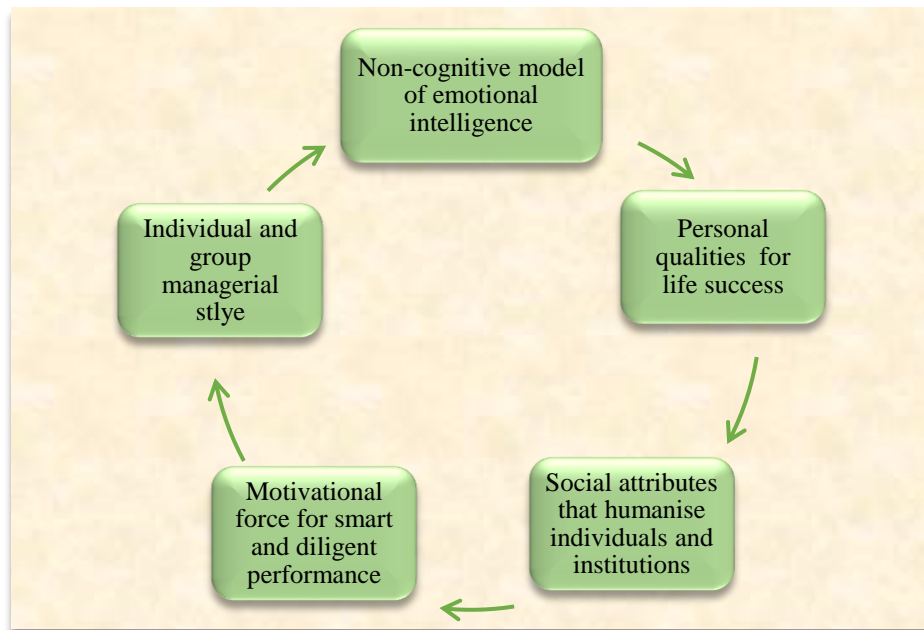 Non-cognitive model
of emotional
intelligence
Personal
qualities for
life success
Social attributes
that humanise
individuals and
institutions
Motivational
force for smart
and diligent
performance
Individual and
group
managerial
stlye